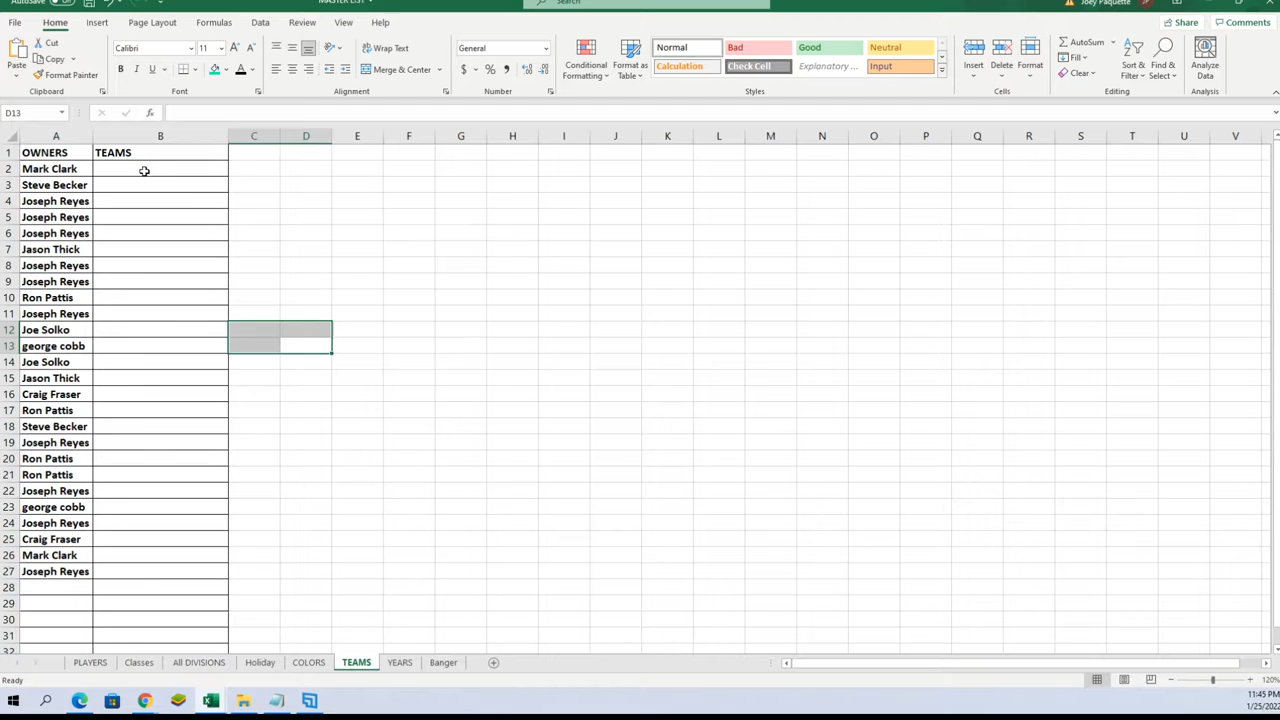 AutoSave
MASTER LIST
Search
Joey Paquette
JP
File Home Insert Page Layout Formulas Data Review View Help
Share Comments
Paste
Cut
Copy
Format Painter
Clipboard
Calibri 11
B I U
Font
Wrap Text
Merge & Center
Alignment
General
$ % 9
Number
Conditional Formatting
Format as Table
Normal Bad Good Neutral
Calculation Check Cell Explanatory ... Input
Styles
Insert Delete Format
Cells
AutoSum
Fill
Clear
Sort & Filter
Find & Select
Editing
Analyze Data
Analysis
D13
fx
A B C D E F G H I J K L M N O P Q R S T U V
1 OWNERS TEAMS
2 Mark Clark
3 Steve Becker
4 Joseph Reyes
5 Joseph Reyes
6 Joseph Reyes
7 Jason Thick
8 Joseph Reyes
9 Joseph Reyes
10 Ron Pattis
11 Joseph Reyes
12 Joe Solko
13 george cobb
14 Joe Solko
15 Jason Thick
16 Craig Fraser
17 Ron Pattis
18 Steve Becker
19 Joseph Reyes
20 Ron Pattis
21 Ron Pattis
22 Joseph Reyes
23 george cobb
24 Joseph Reyes
25 Craig Fraser
26 Mark Clark
27 Joseph Reyes
28
29
30
31
32
PLAYERS Classes All DIVISIONS Holiday COLORS TEAMS YEARS Banger
Ready
120%
11:45 PM
1/25/2022